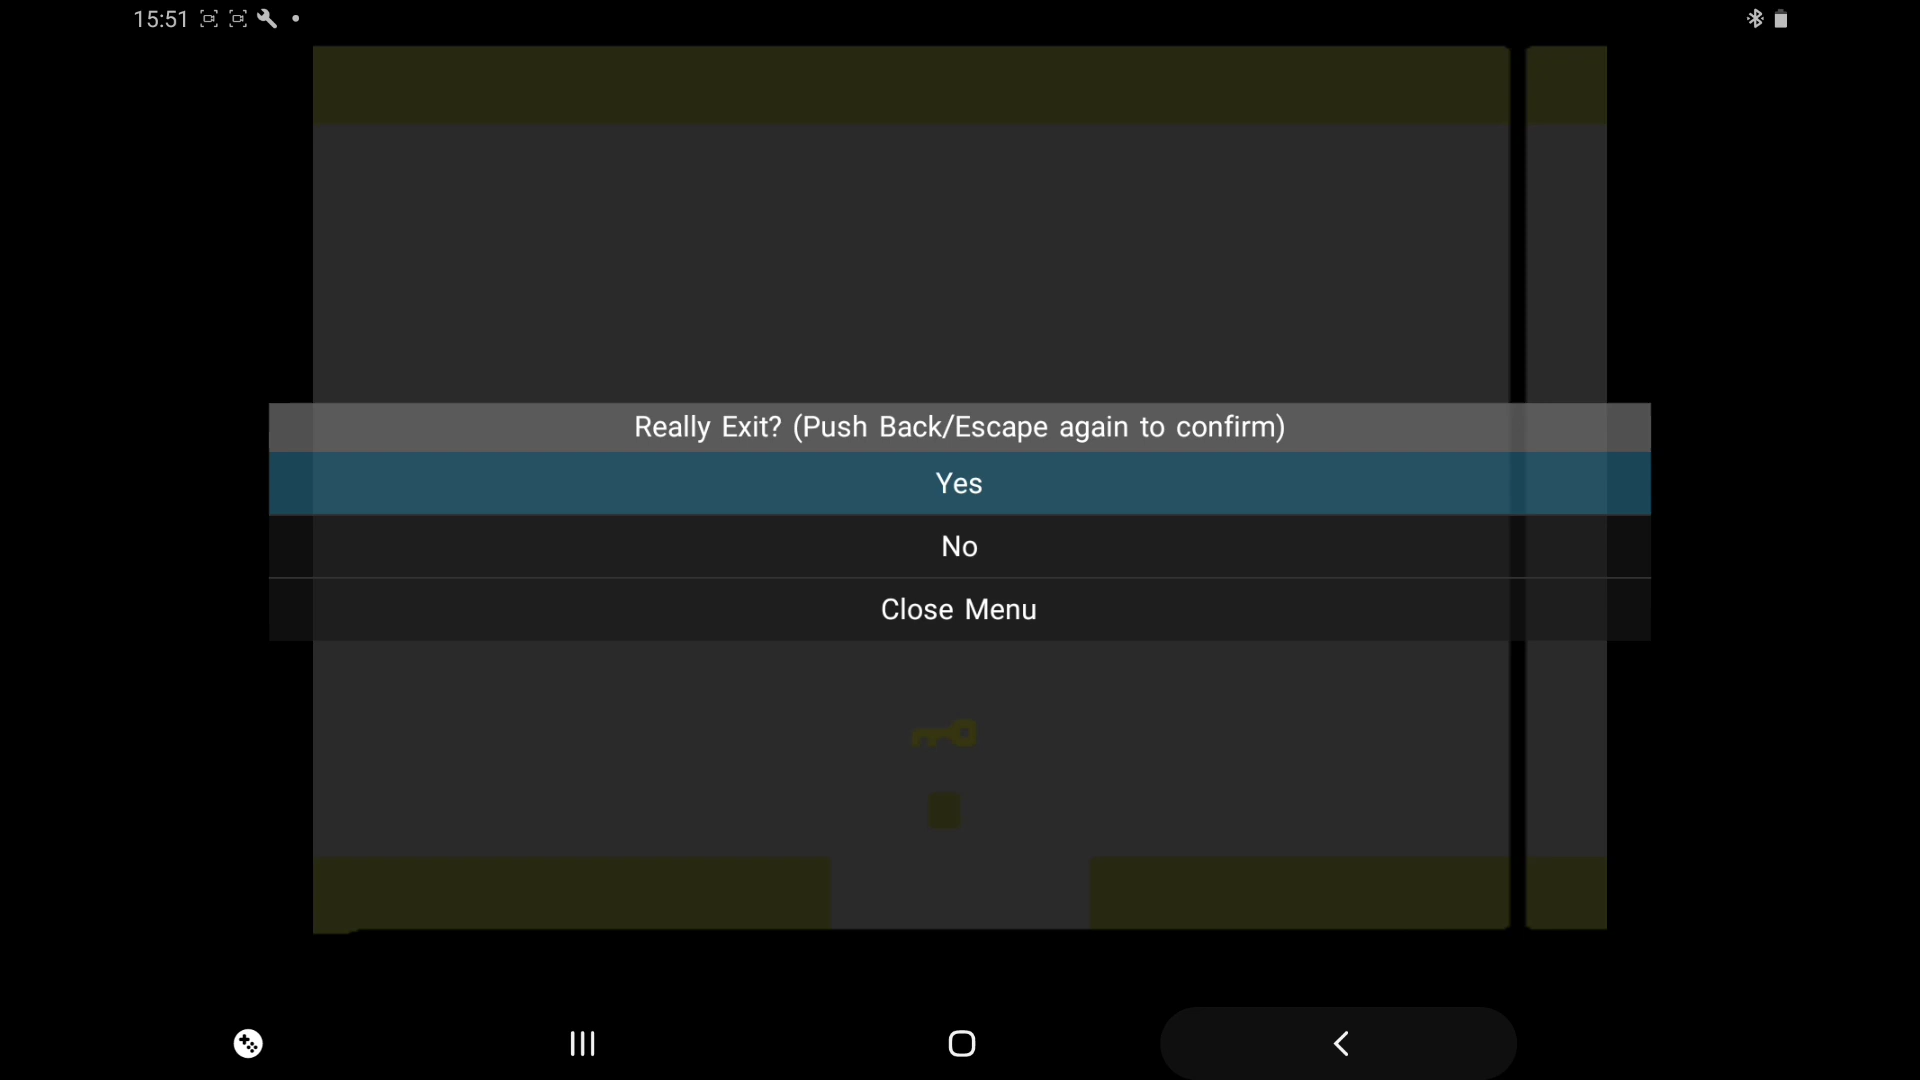 15:51
Really Exit? (Push Back/Escape again to confirm)
Yes
No
Close Menu